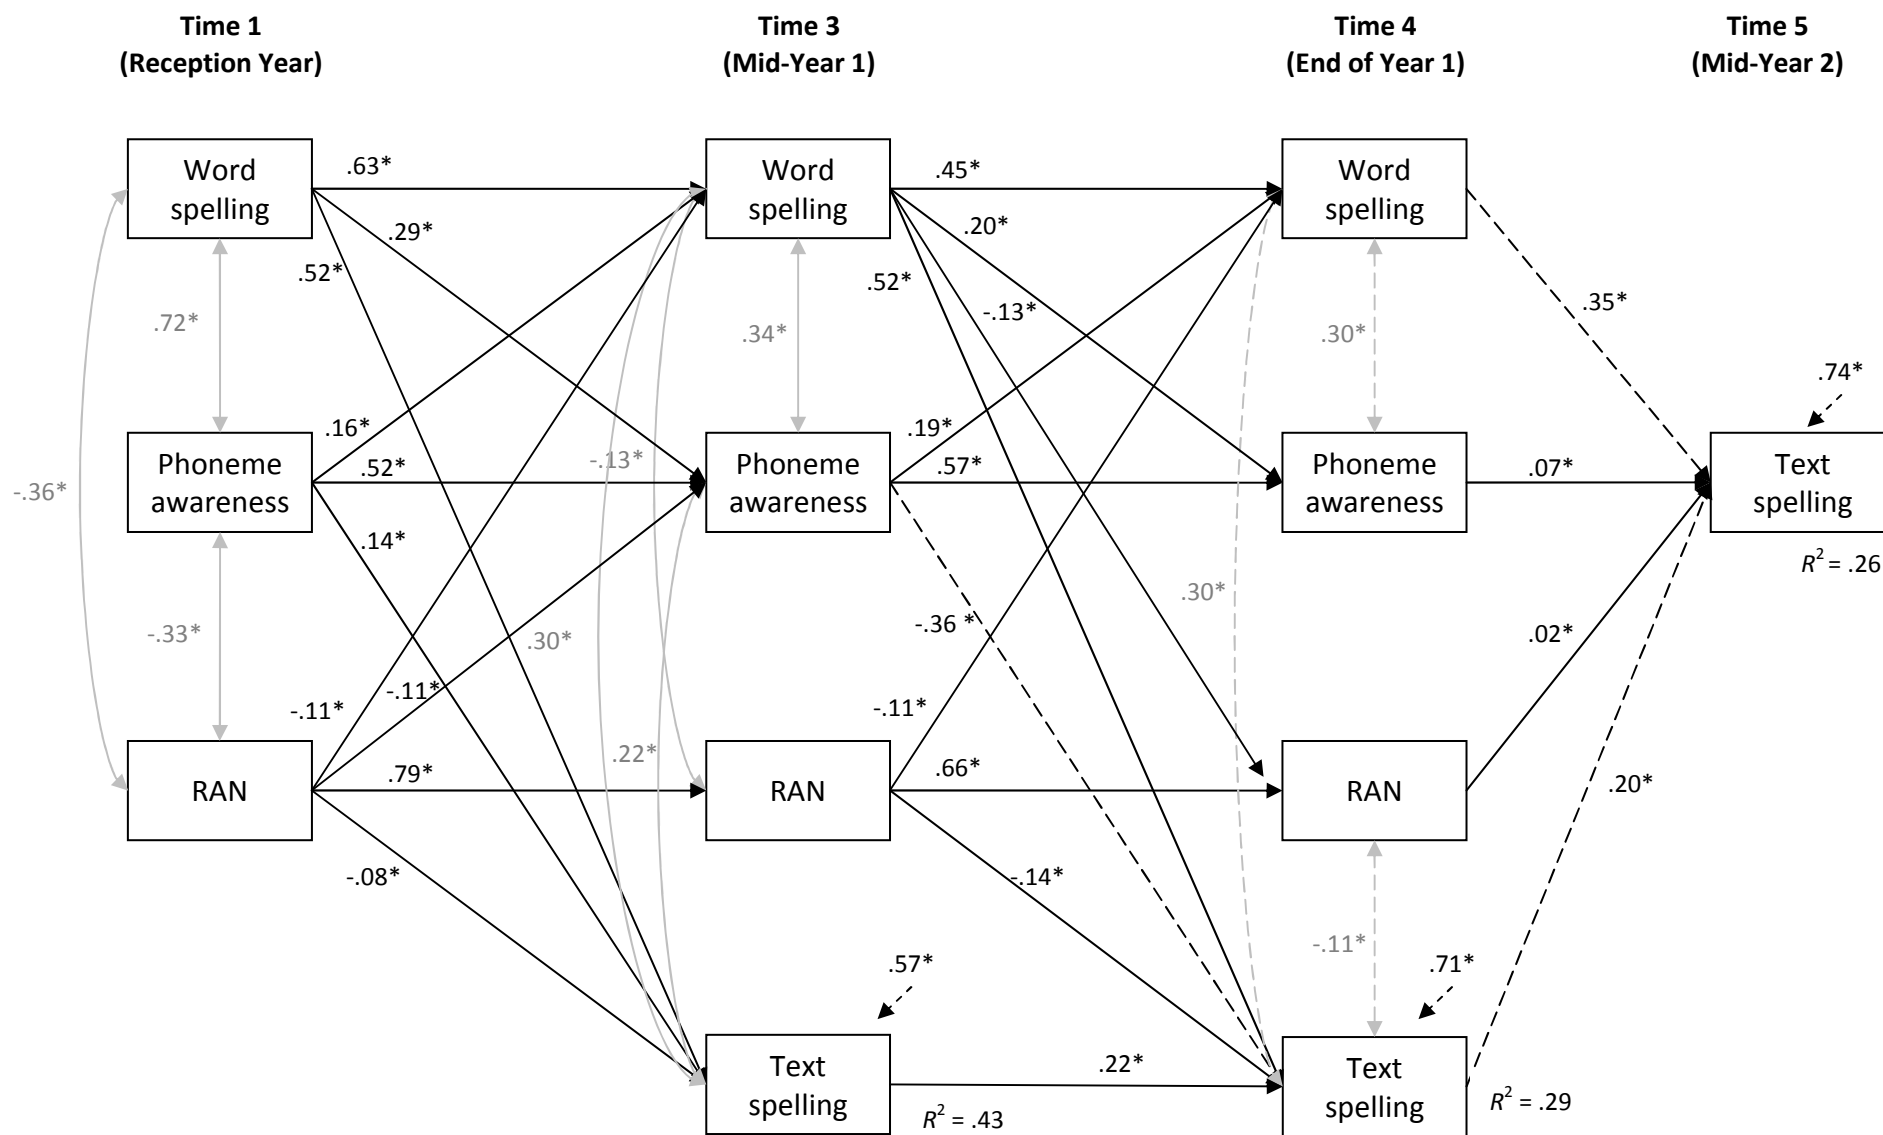 Time 1
(Reception Year)
Time 3
(Mid-Year 1)
Time 4
(End of Year 1)
Time 5
(Mid-Year 2)
Word
spelling
Phoneme
awareness
RAN
-.36*
.72*
-.33*
.63*
.29*
.52*
.16*
.52*
.14*
-.11*
-.11*
.79*
-.08*
Word
spelling
Phoneme
awareness
RAN
Text
spelling
.34*
-.13*
.30*
.22*
.57*
R² = .43
.45*
.20*
.52*
-.13*
.19*
.57*
-.36 *
-.11*
.66*
-.14*
.22*
Word
spelling
Phoneme
awareness
RAN
Text
spelling
.30*
.30*
-.11*
.71*
R² = .29
.35*
.07*
.02*
.20*
.74*
Text
spelling
R² = .26